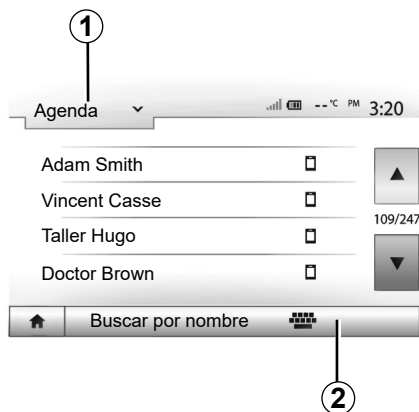 1
Agenda
--°C PM 3:20
Adam Smith
Vincent Casse
Taller Hugo
Doctor Brown
109/247
Buscar por nombre
2